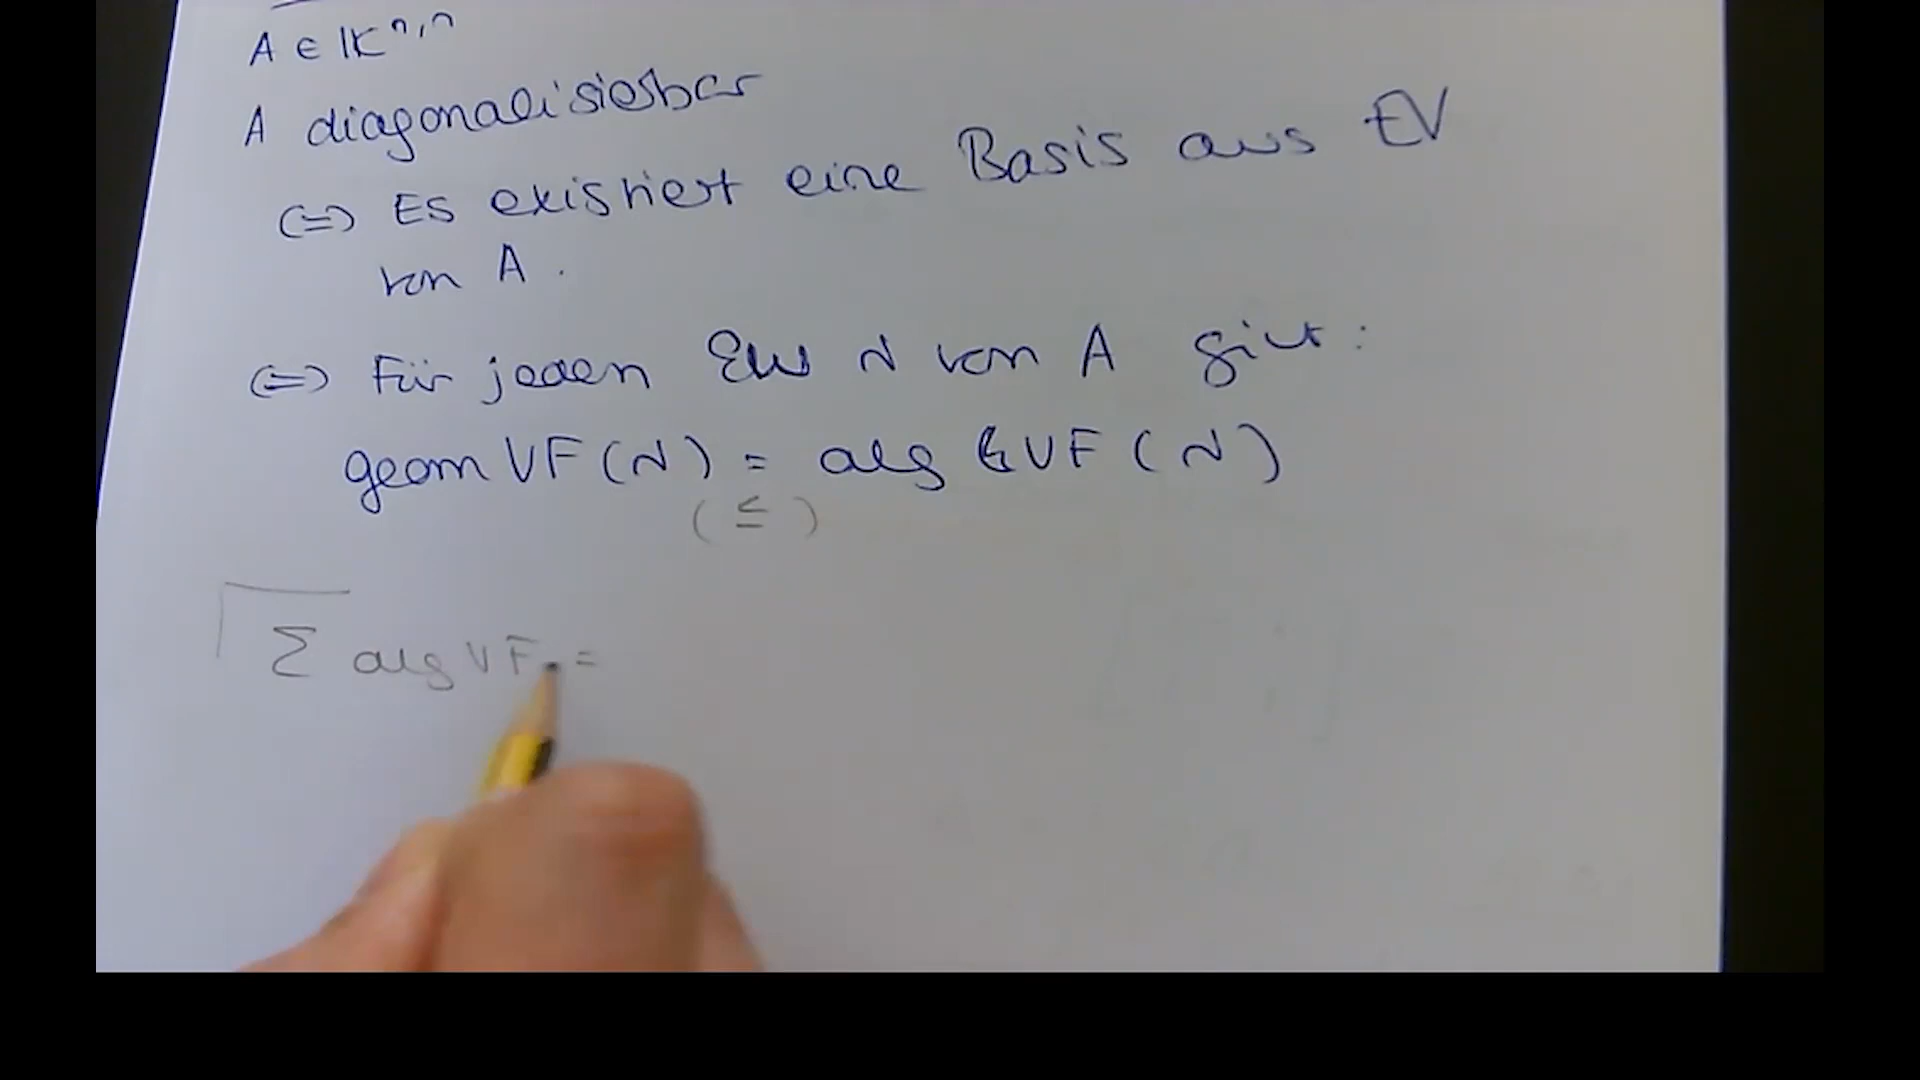 A ∈ K^{n,n}
A diagonalisierbar
(=) Es existiert eine Basis aus EV
von A.
(=) Für jeden EW λ von A gilt:
geom VF (λ) = alg VF (λ)
( ≤ )
Σ alg VF =